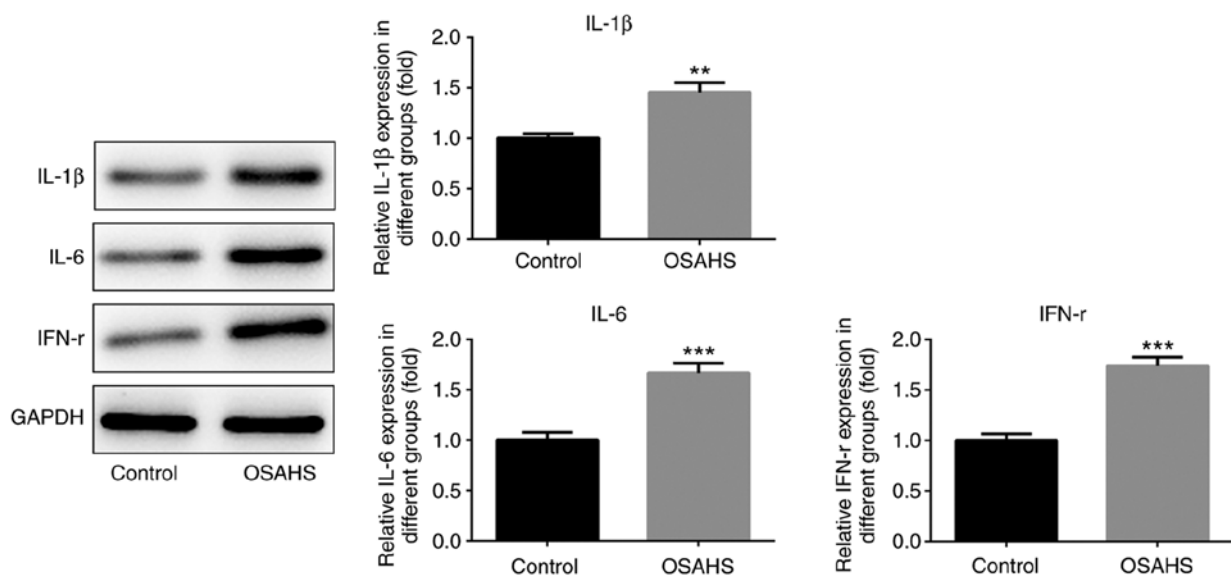 IL-1β
IL-6
IFN-r
GAPDH
Control OSAHS
IL-1β
Relative IL-1β expression in
different groups (fold)
2.0
1.5
1.0
0.5
0.0
**
Control OSAHS
IL-6
Relative IL-6 expression in
different groups (fold)
2.0
1.5
1.0
0.5
0.0
***
Control OSAHS
IFN-r
Relative IFN-r expression in
different groups (fold)
2.0
1.5
1.0
0.5
0.0
***
Control OSAHS